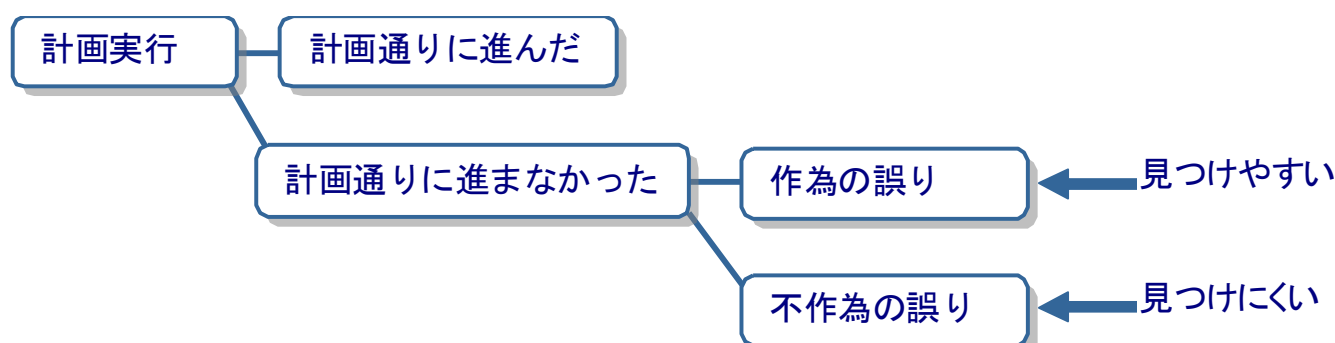 計画実行
計画通りに進んだ
計画通りに進まなかった
作為の誤り
見つけやすい
不作為の誤り
見つけにくい